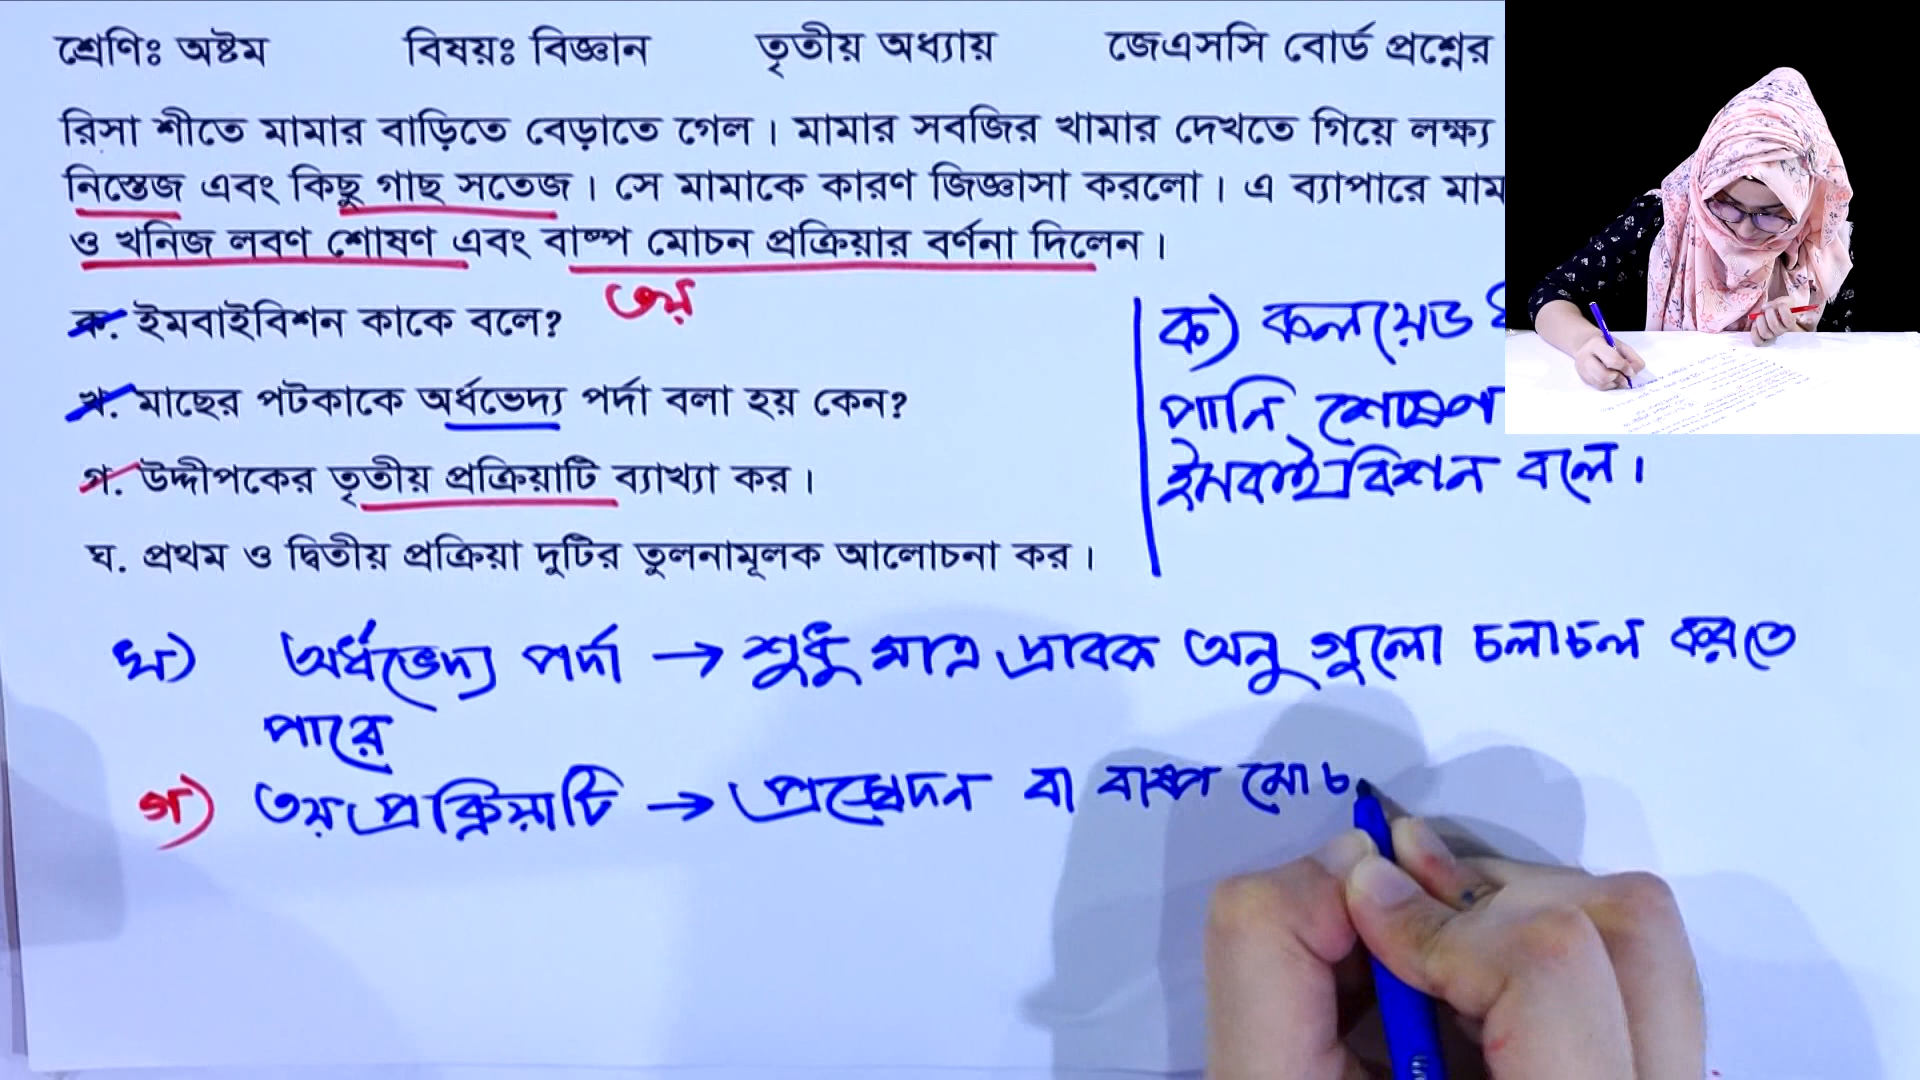 শ্রেণিঃ অষ্টম বিষয়ঃ বিজ্ঞান তৃতীয় অধ্যায় জেএসসি বোর্ড প্রশ্নের
রিসা শীতে মামার বাড়িতে বেড়াতে গেল। মামার সবজির খামার দেখতে গিয়ে লক্ষ্য
নিস্তেজ এবং কিছু গাছ সতেজ। সে মামাকে কারণ জিজ্ঞাসা করলো। এ ব্যাপারে মাম
ও খনিজ লবণ শোষণ এবং বাষ্প মোচন প্রক্রিয়ার বর্ণনা দিলেন।
৩য়
ক. ইমবাইবিশন কাকে বলে?
খ. মাছের পটকাকে অর্ধভেদ্য পর্দা বলা হয় কেন?
গ. উদ্দীপকের তৃতীয় প্রক্রিয়াটি ব্যাখ্যা কর।
ঘ. প্রথম ও দ্বিতীয় প্রক্রিয়া দুটির তুলনামূলক আলোচনা কর।
ক) কলয়েড
পানি শোষণ
ইমবাইবিশন বলে।
খ) অর্ধভেদ্য পর্দা → শুধু মাত্র দ্রাবক অনু গুলো চলাচল করতে
পারে
গ) ৩য় প্রক্রিয়াটি → প্রস্বেদন বা বাষ্প মোচ